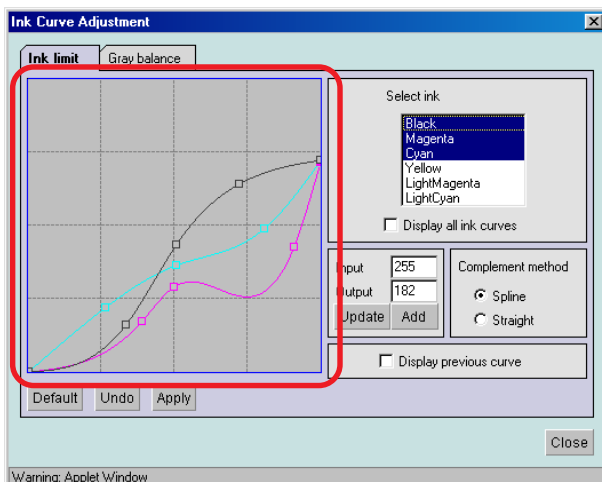 Ink Curve Adjustment
Ink limit
Gray balance
Select ink
Black
Magenta
Cyan
Yellow
LightMagenta
LightCyan
Display all ink curves
Input 255
Output 182
Update Add
Complement method
Spline
Straight
Display previous curve
Default Undo Apply
Close
Warning: Applet Window